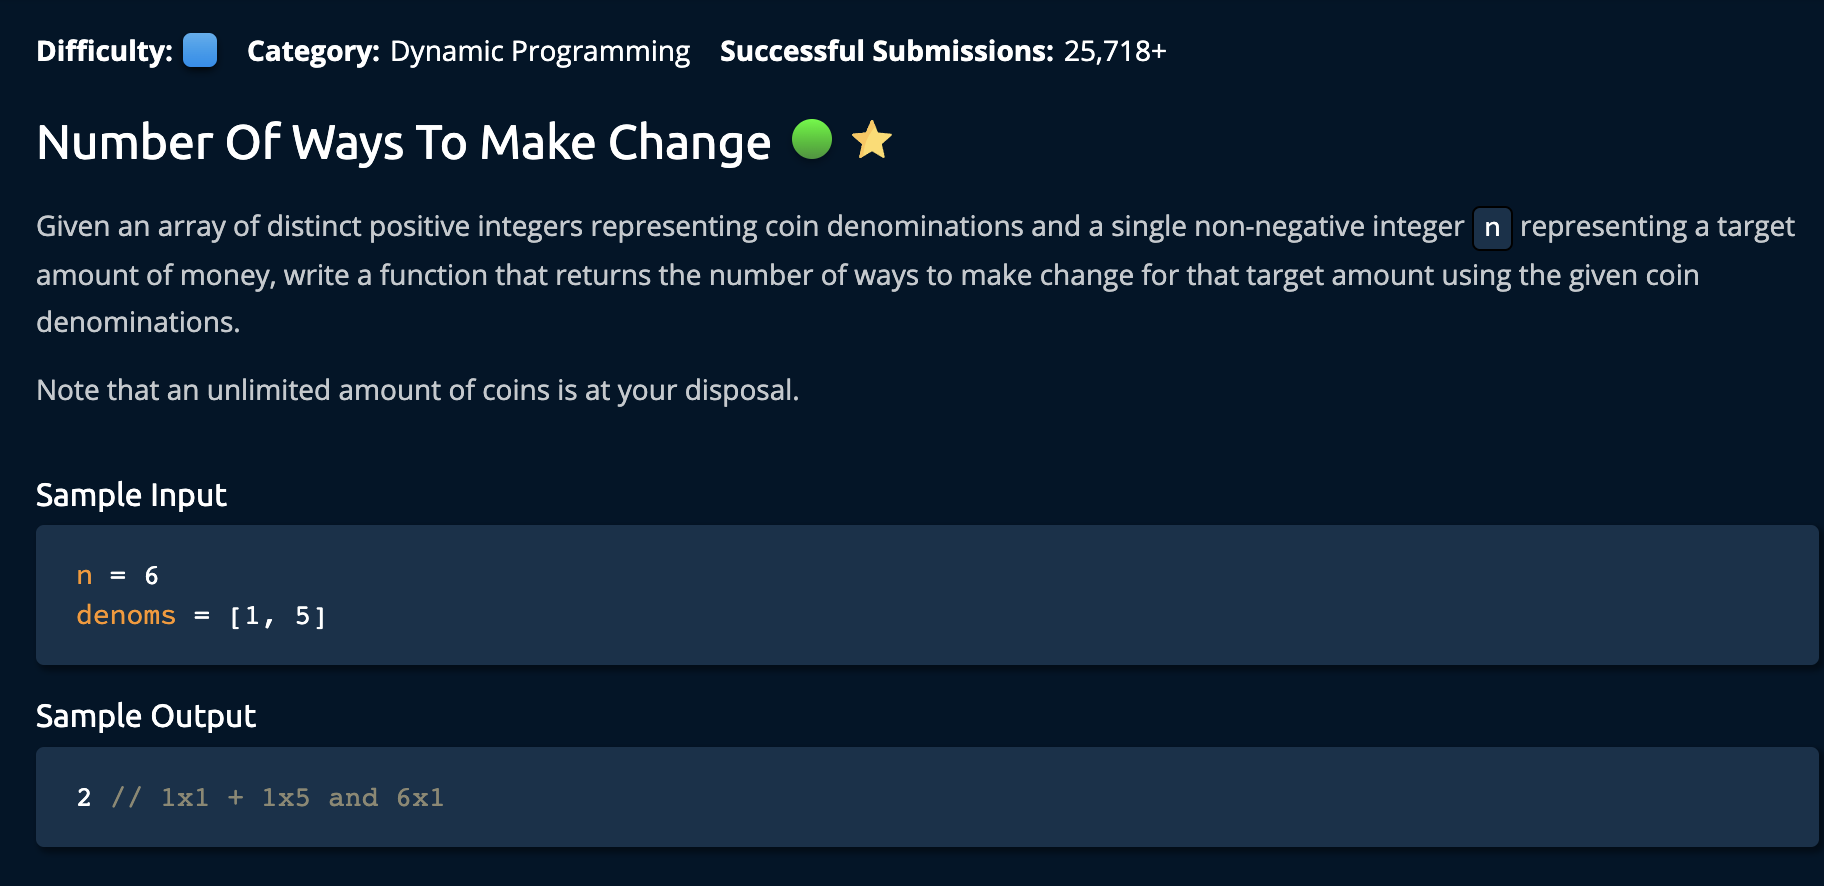 Difficulty: Category: Dynamic Programming Successful Submissions: 25,718+
Number Of Ways To Make Change
Given an array of distinct positive integers representing coin denominations and a single non-negative integer n representing a target
amount of money, write a function that returns the number of ways to make change for that target amount using the given coin
denominations.
Note that an unlimited amount of coins is at your disposal.
Sample Input
n = 6
denoms = [1, 5]
Sample Output
2 // 1x1 + 1x5 and 6x1